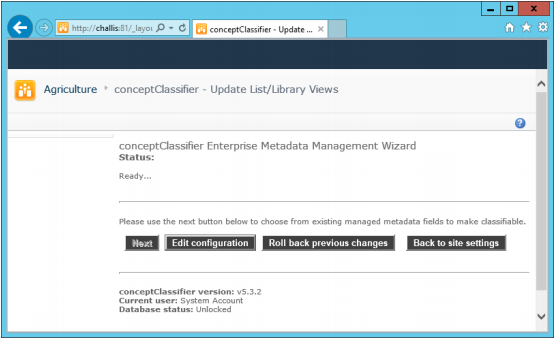 http://challis:81/_layou
conceptClassifier - Update ...
Agriculture conceptClassifier - Update List/Library Views
conceptClassifier Enterprise Metadata Management Wizard
Status:
Ready...
Please use the next button below to choose from existing managed metadata fields to make classifiable.
Next Edit configuration Roll back previous changes Back to site settings
conceptClassifier version: v5.3.2
Current user: System Account
Database status: Unlocked